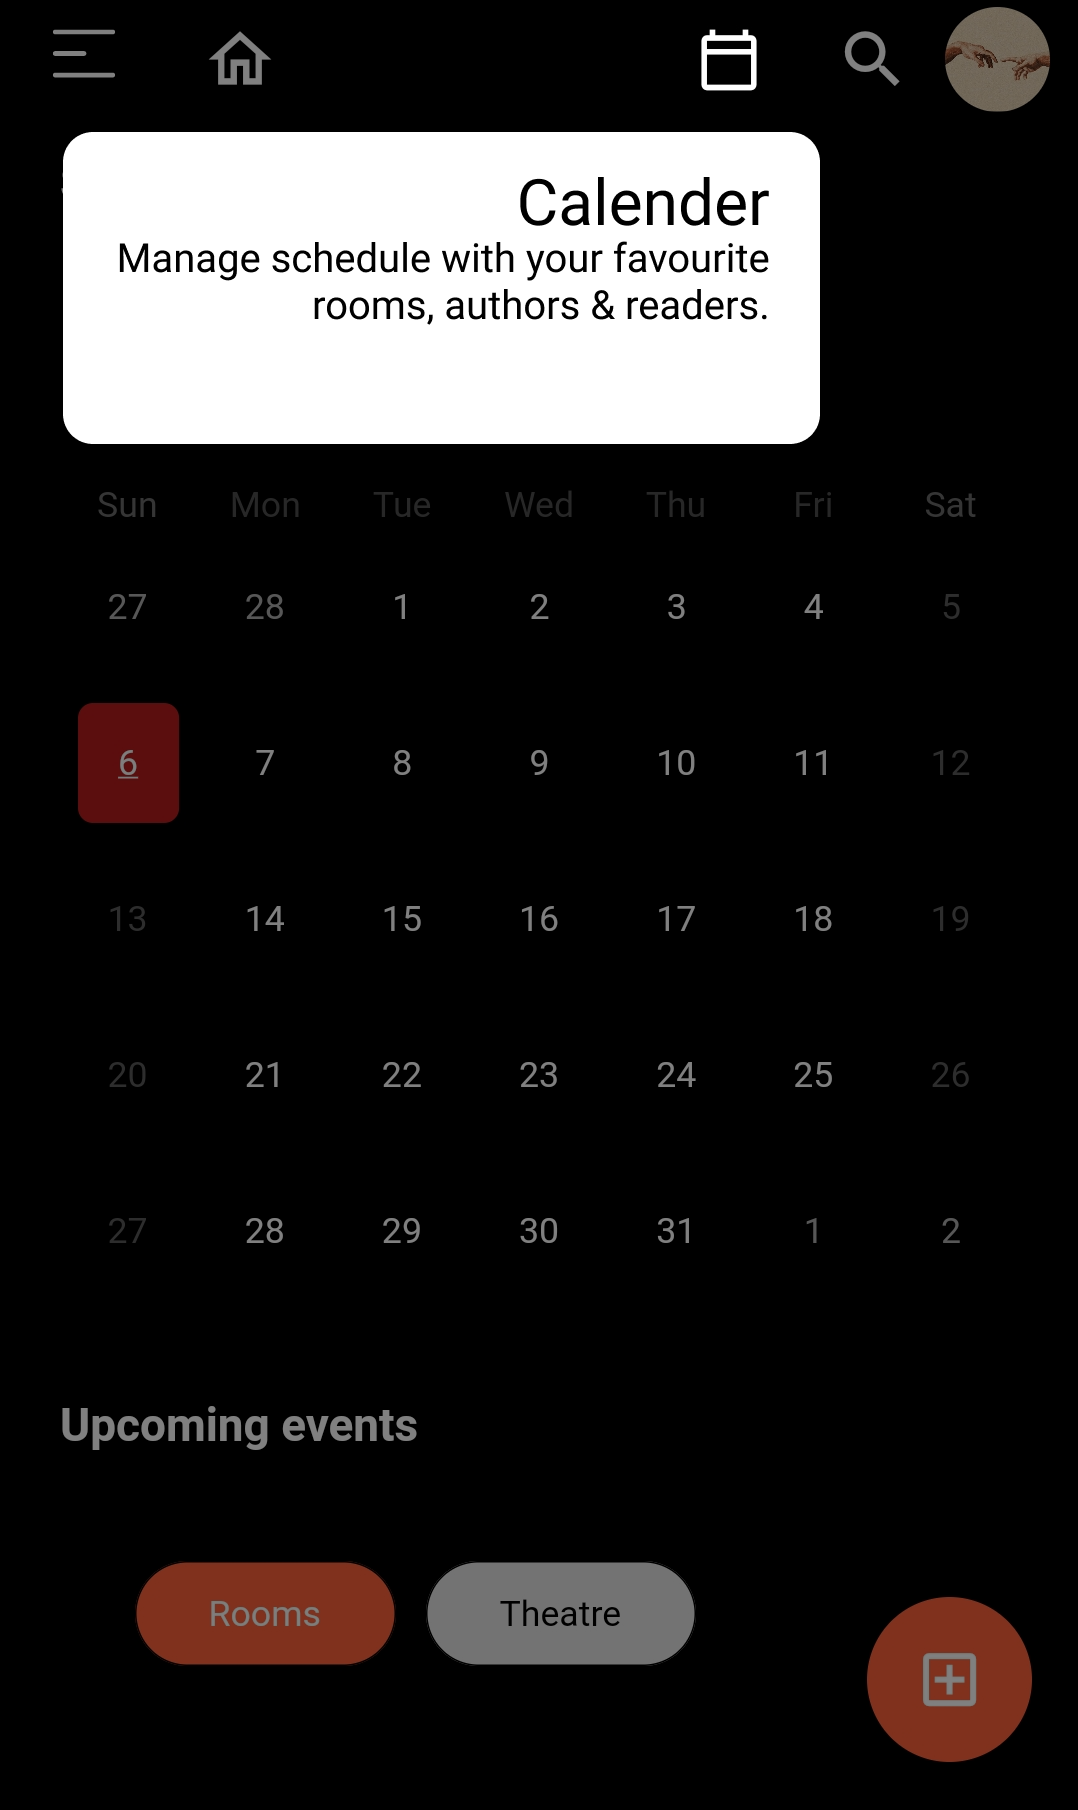 Calender
Manage schedule with your favourite
rooms, authors & readers.
Sun Mon Tue Wed Thu Fri Sat
27 28 1 2 3 4 5
6 7 8 9 10 11 12
13 14 15 16 17 18 19
20 21 22 23 24 25 26
27 28 29 30 31 1 2
Upcoming events
Rooms Theatre